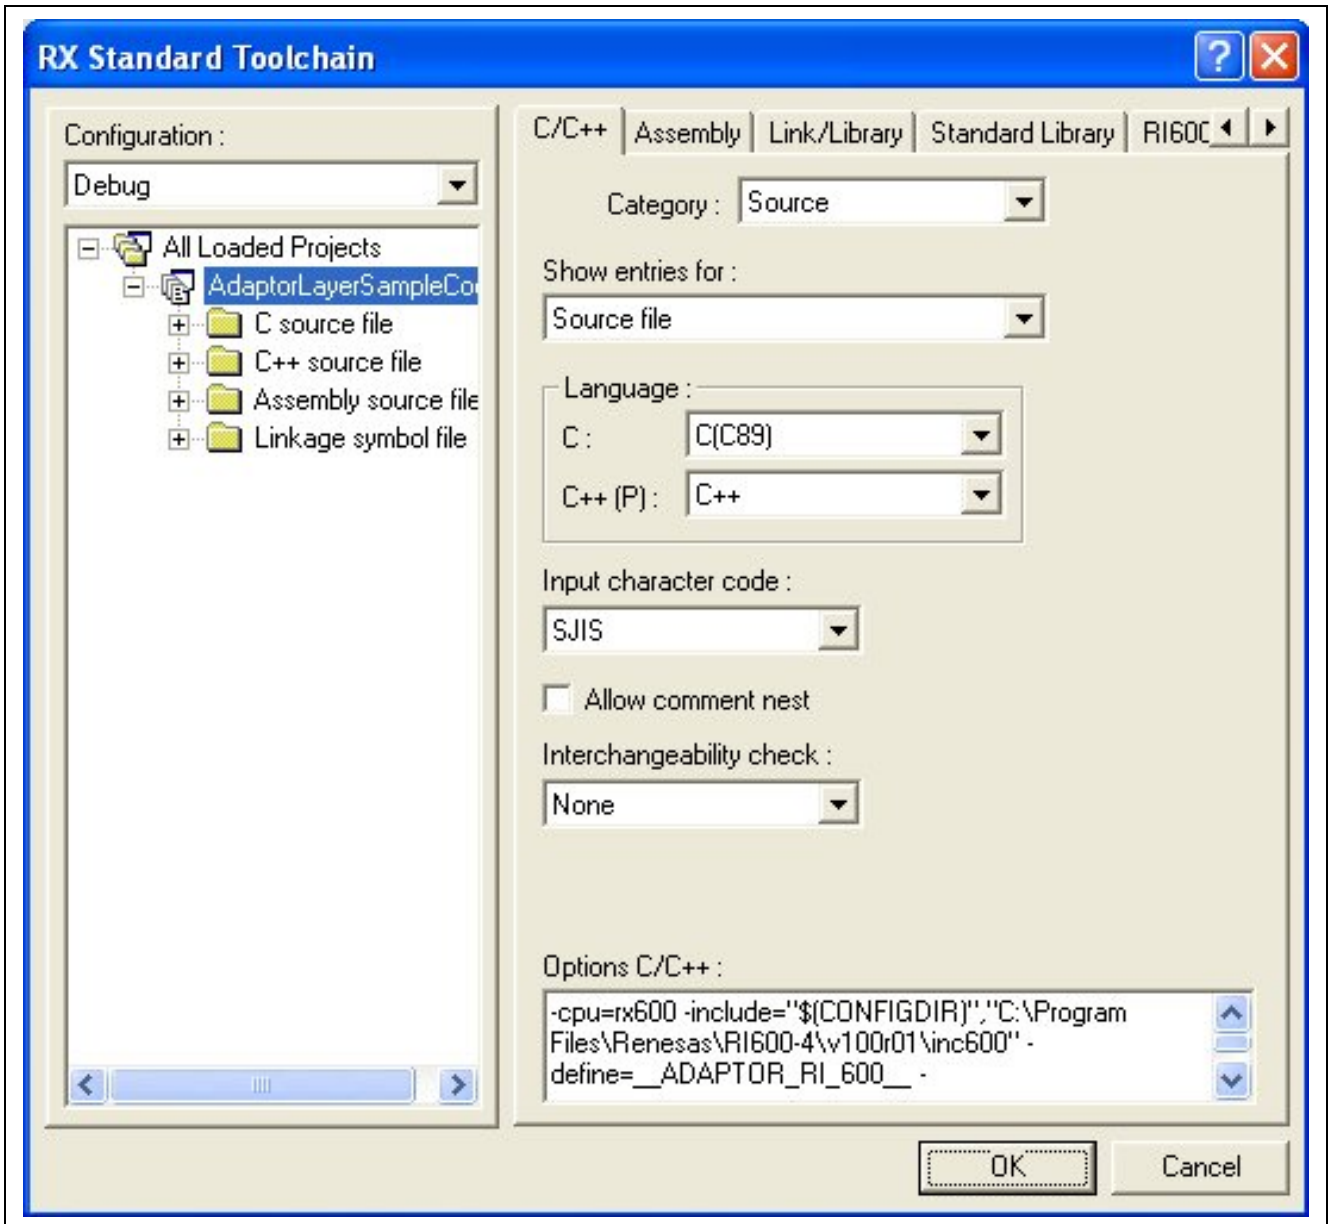 RX Standard Toolchain
Configuration :
Debug
All Loaded Projects
AdaptorLayerSampleCo
C source file
C++ source file
Assembly source file
Linkage symbol file
C/C++ Assembly Link/Library Standard Library RI600
Category : Source
Show entries for :
Source file
Language :
C : C(C89)
C++ (P) : C++
Input character code :
SJIS
Allow comment nest
Interchangeability check :
None
Options C/C++ :
-cpu=rx600 -include="$(CONFIGDIR)","C:\Program
Files\Renesas\RI600-4\v100r01\inc600" -
define=__ADAPTOR_RI_600__ -
OK Cancel